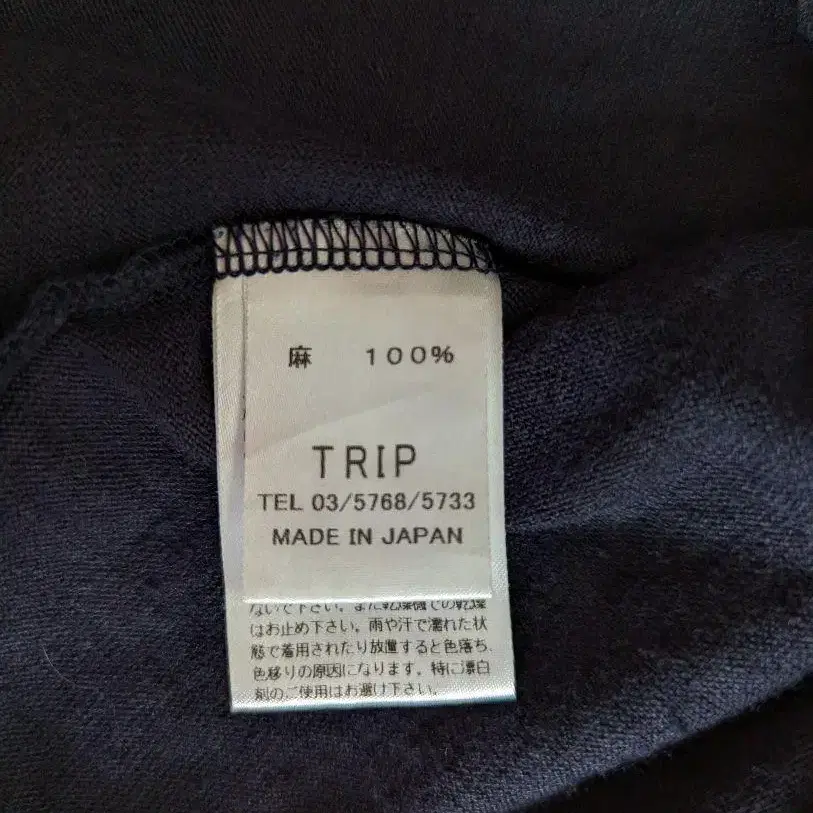 麻 100%
TRIP
TEL 03/5768/5733
MADE IN JAPAN
ないで下さい。また乾燥機での乾燥
はお止め下さい。雨や汗で濡れた状
態で着用されたり放置すると色落ち、
色移りの原因になります。特に漂白
剤のご使用はお避け下さい。